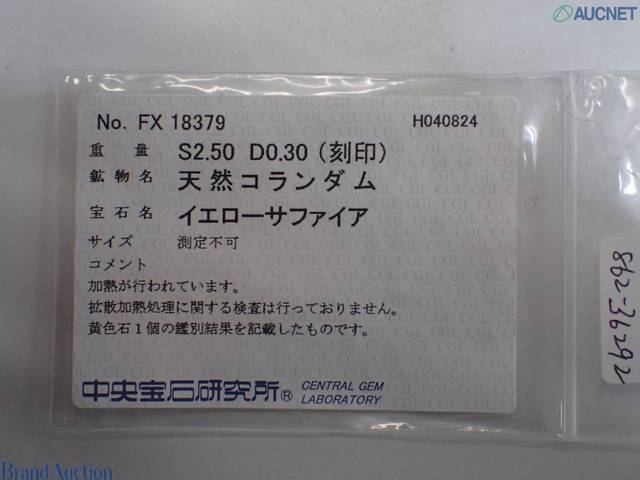 AUCNET
No. FX 18379 H040824
重量 S2.50 D0.30 (刻印)
鉱物名 天然コランダム
宝石名 イエローサファイア
サイズ 測定不可
コメント
加熱が行われています。
拡散加熱処理に関する検査は行っておりません。
黄色石1個の鑑別結果を記載したものです。
中央宝石研究所® CENTRAL GEM
LABORATORY
862-36292
Brand Auction